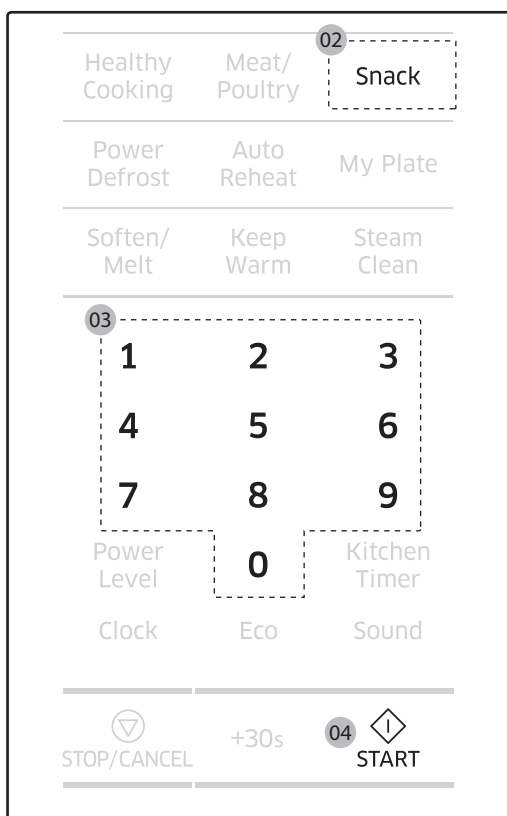 02
Healthy Cooking
Meat/ Poultry
Snack
Power Defrost
Auto Reheat
My Plate
Soften/ Melt
Keep Warm
Steam Clean
03
1 2 3
4 5 6
7 8 9
Power Level
0
Kitchen Timer
Clock Eco Sound
STOP/CANCEL
+30s
04
START